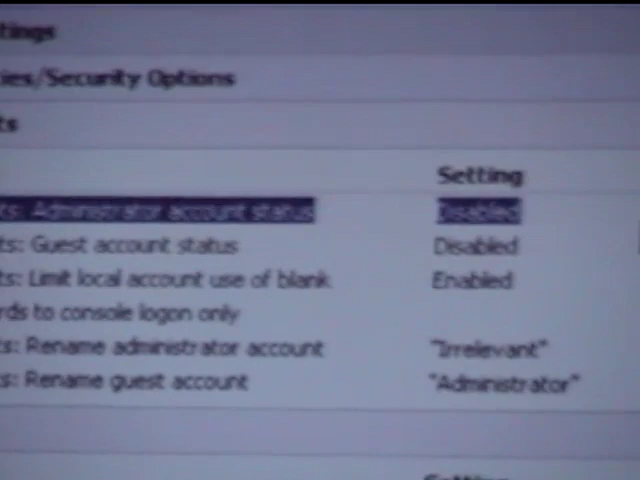 ttings
ies/Security Options
ts
Setting
ts: Administrator account status Disabled
ts: Guest account status Disabled
ts: Limit local account use of blank Enabled
rds to console logon only
ts: Rename administrator account "Irrelevant"
ts: Rename guest account "Administrator"
Setting